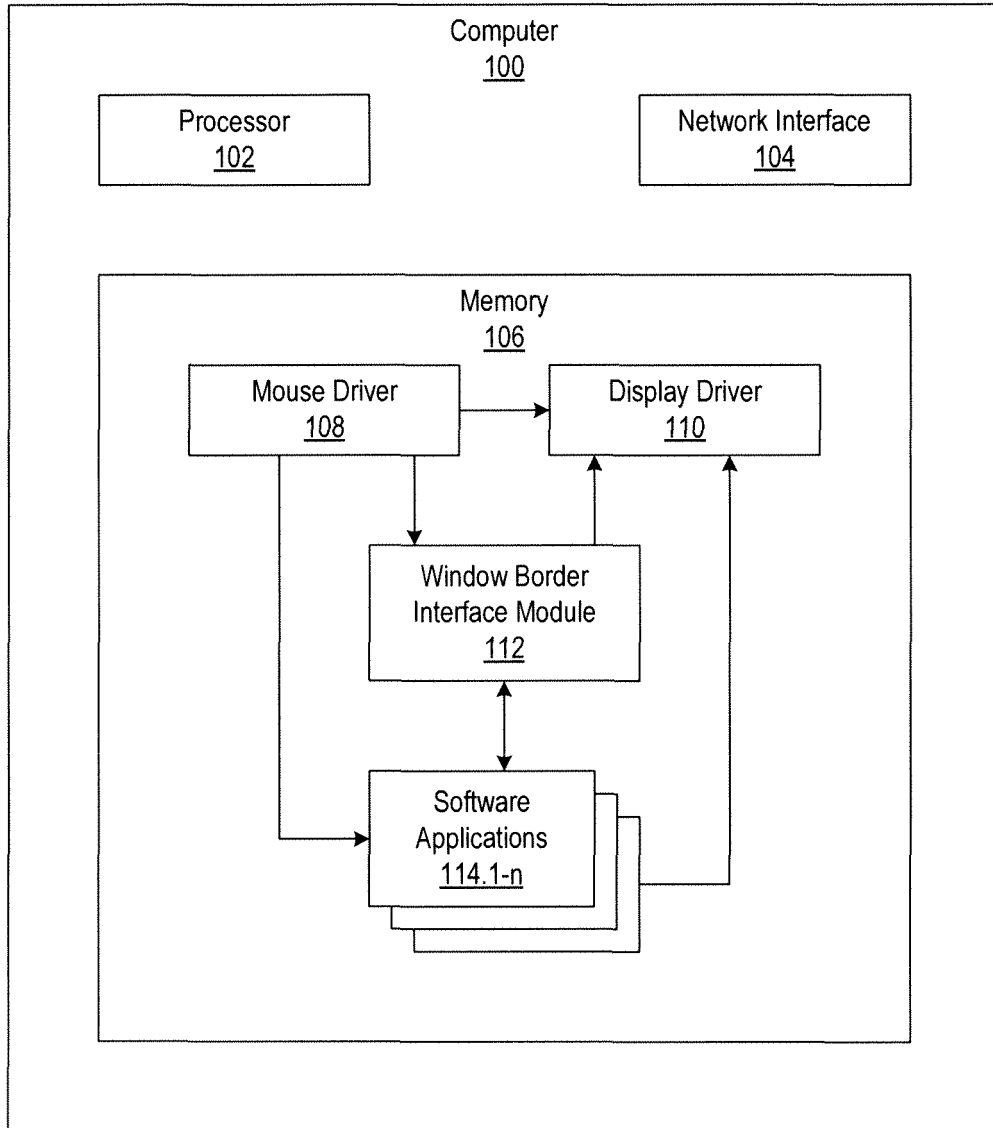 Computer
100
Processor
102
Network Interface
104
Memory
106
Mouse Driver
108
Display Driver
110
Window Border
Interface Module
112
Software
Applications
114.1-n